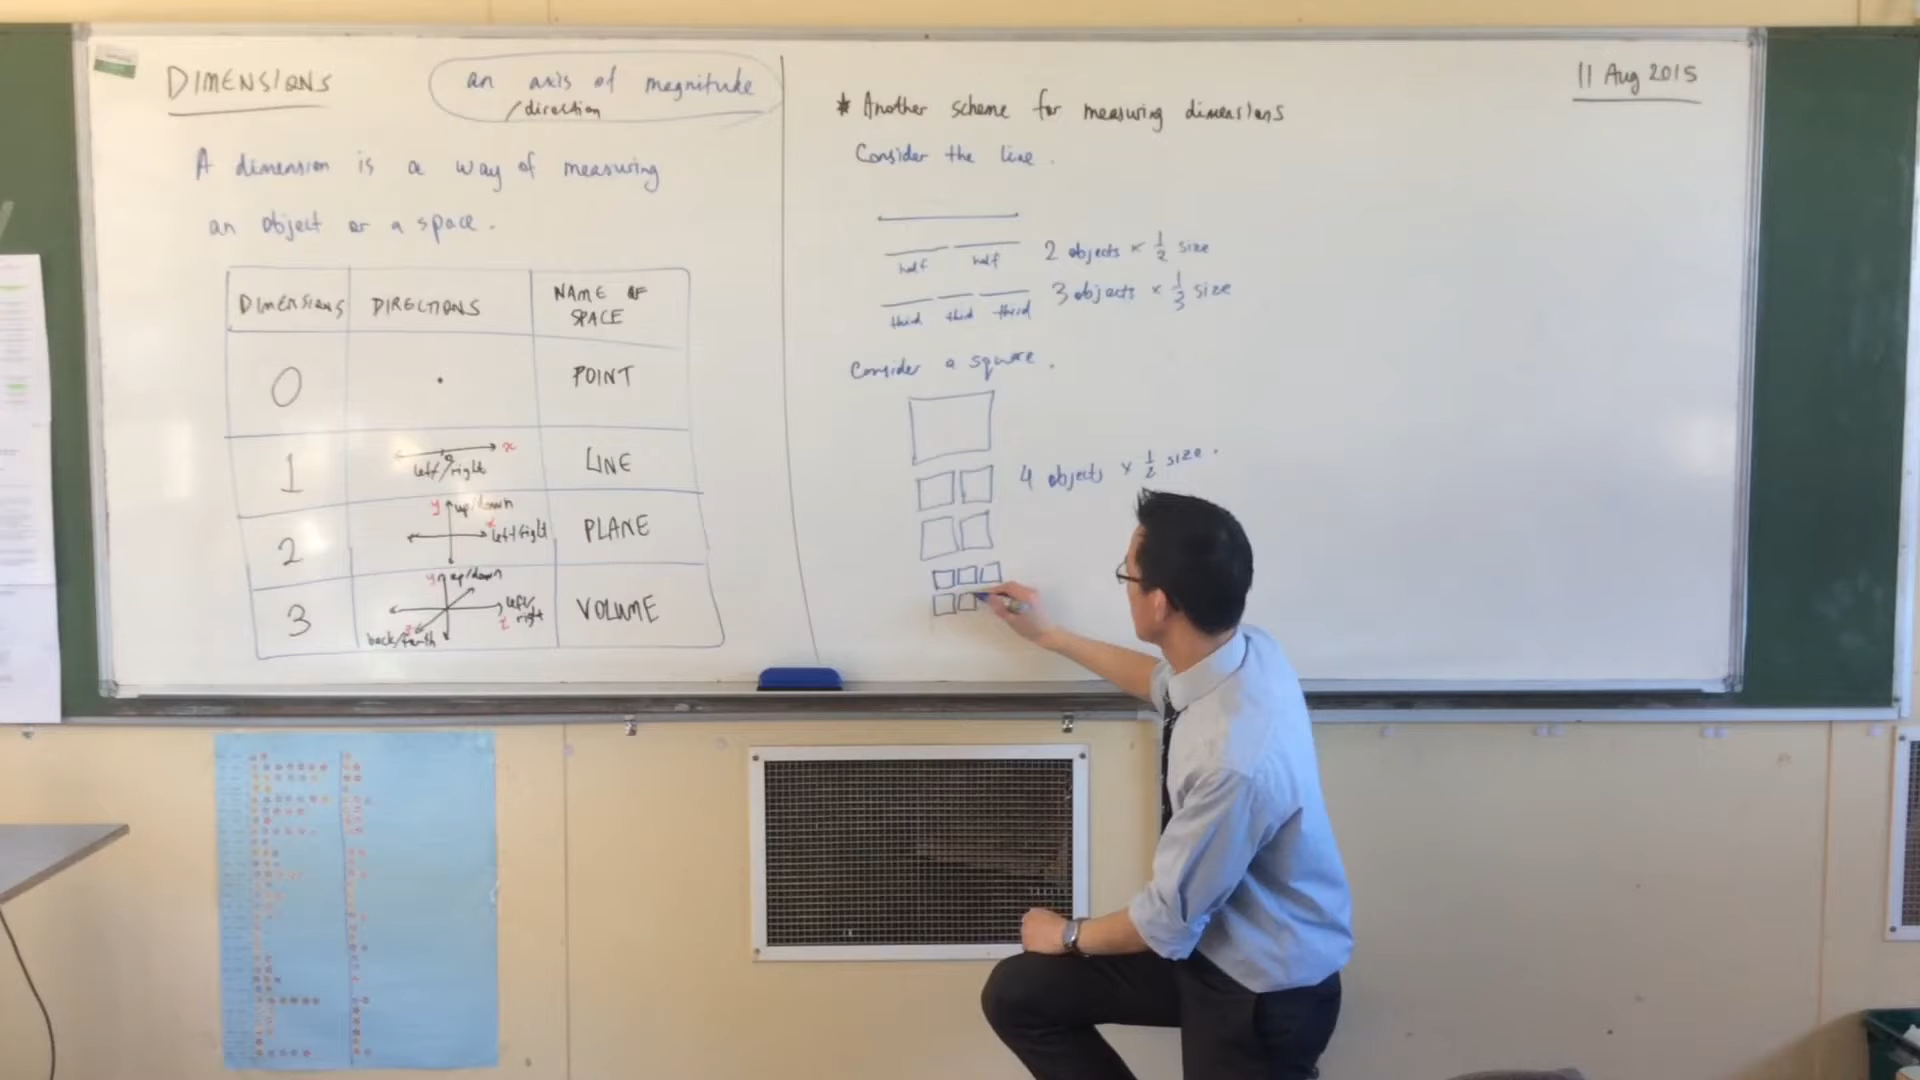 DIMENSIONS
an axis of magnitude
/direction
A dimension is a way of measuring
an object or a space.
DIMENSIONS DIRECTIONS NAME OF SPACE
0 POINT
1 left/right x LINE
2 y up/down x left/right PLANE
3 y up/down left/right back/forth VOLUME
11 Aug 2015
* Another scheme for measuring dimensions
Consider the line.
half half 2 objects × 1/2 size
third third third 3 objects × 1/3 size
Consider a square.
4 objects × 1/2 size.